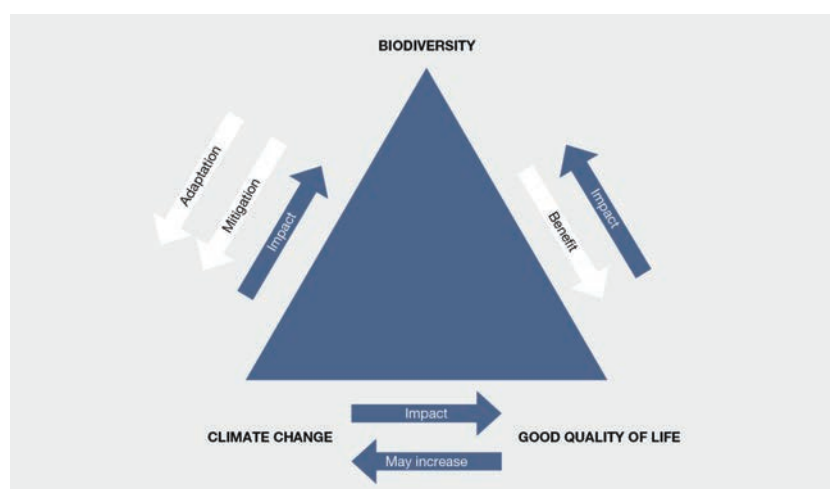 BIODIVERSITY
Adaptation
Mitigation
Impact
Benefit
Impact
Impact
CLIMATE CHANGE
GOOD QUALITY OF LIFE
May increase